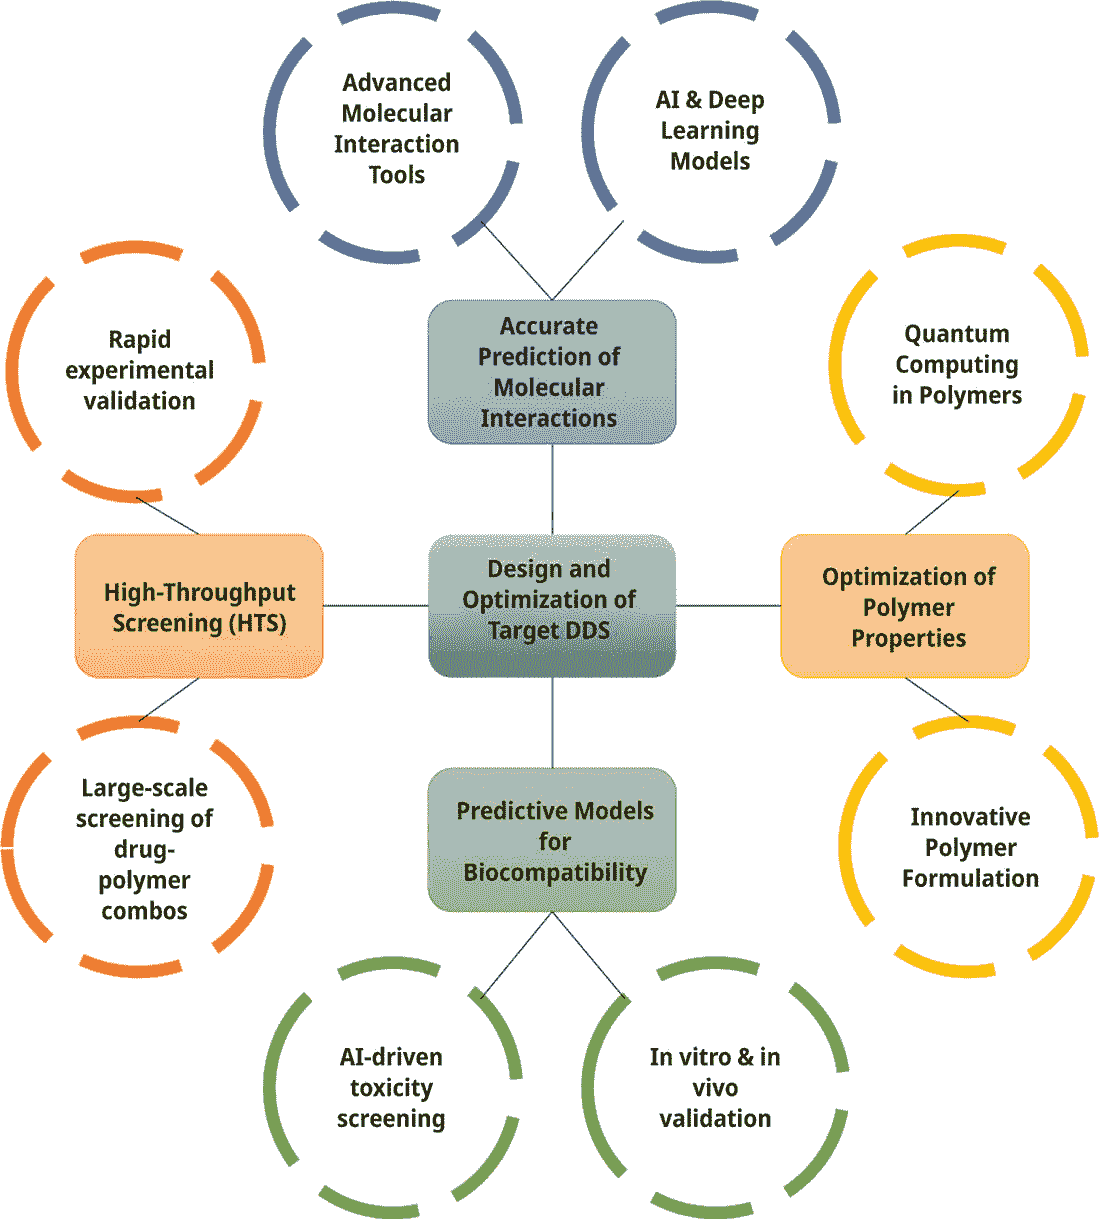 Advanced
Molecular
Interaction
Tools
AI & Deep
Learning
Models
Rapid
experimental
validation
Accurate
Prediction of
Molecular
Interactions
Quantum
Computing
in Polymers
High-Throughput
Screening (HTS)
Design and
Optimization of
Target DDS
Optimization of
Polymer
Properties
Large-scale
screening of
drug-
polymer
combos
Predictive Models
for
Biocompatibility
Innovative
Polymer
Formulation
AI-driven
toxicity
screening
In vitro & in
vivo
validation